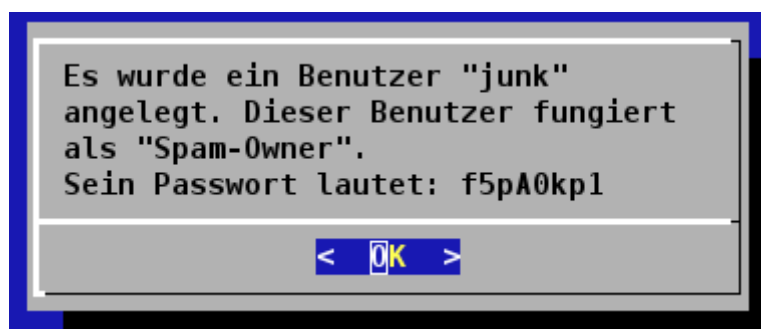 Es wurde ein Benutzer "junk"
angelegt. Dieser Benutzer fungiert
als "Spam-Owner".
Sein Passwort lautet: f5pA0kp1
< OK >